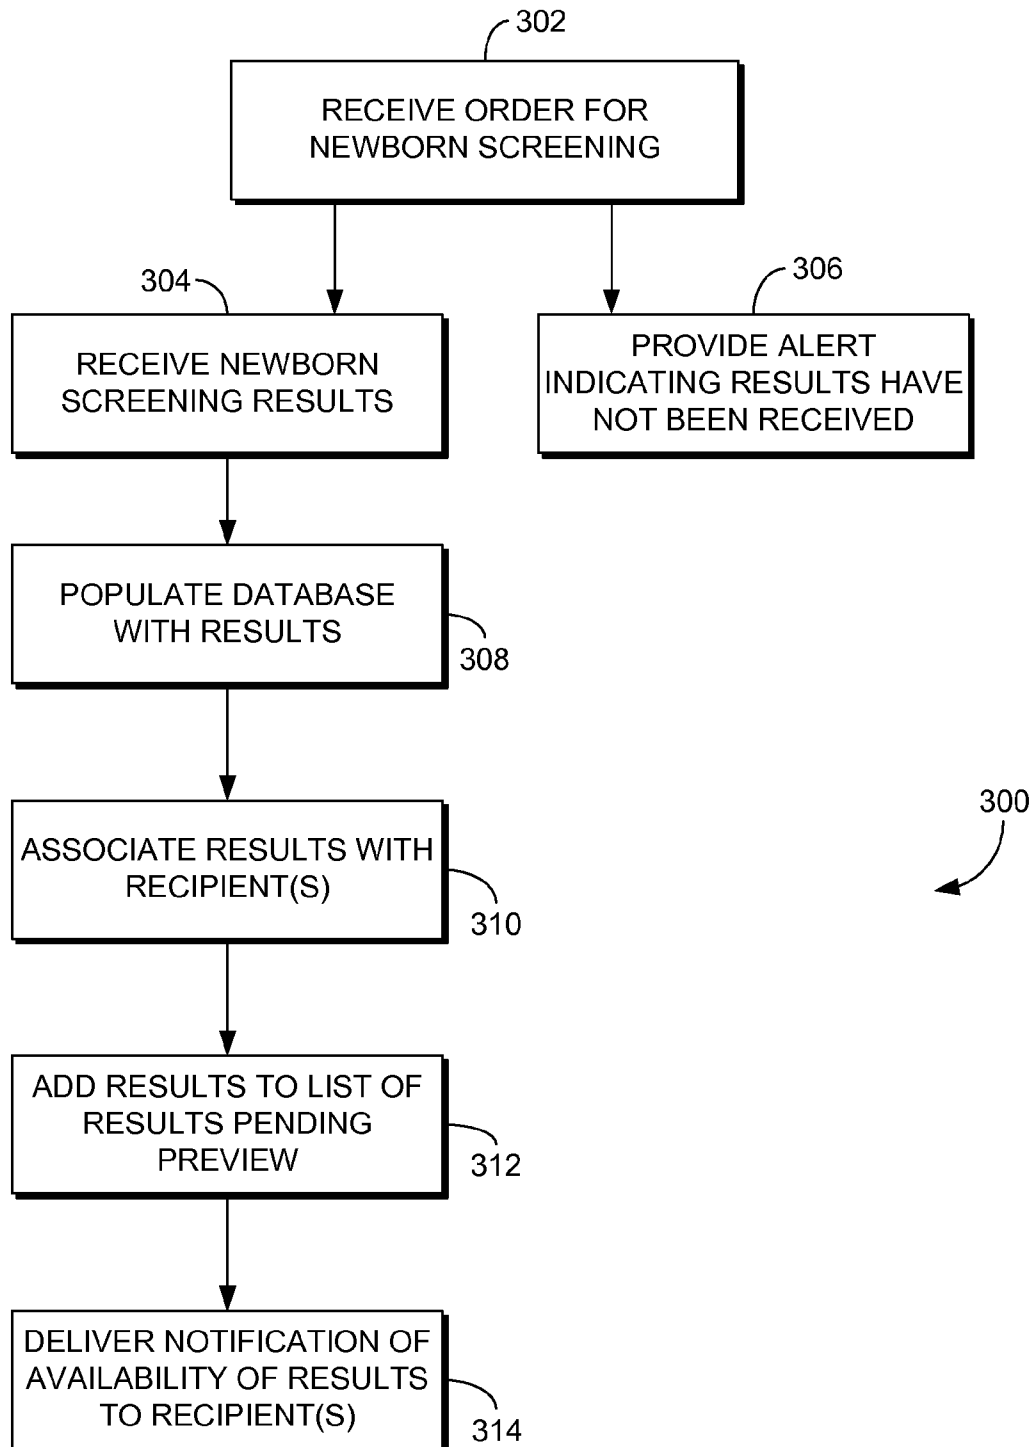 302
RECEIVE ORDER FOR
NEWBORN SCREENING
304
306
RECEIVE NEWBORN
SCREENING RESULTS
PROVIDE ALERT
INDICATING RESULTS HAVE
NOT BEEN RECEIVED
POPULATE DATABASE
WITH RESULTS
308
300
ASSOCIATE RESULTS WITH
RECIPIENT(S)
310
ADD RESULTS TO LIST OF
RESULTS PENDING
PREVIEW
312
DELIVER NOTIFICATION OF
AVAILABILITY OF RESULTS
TO RECIPIENT(S)
314